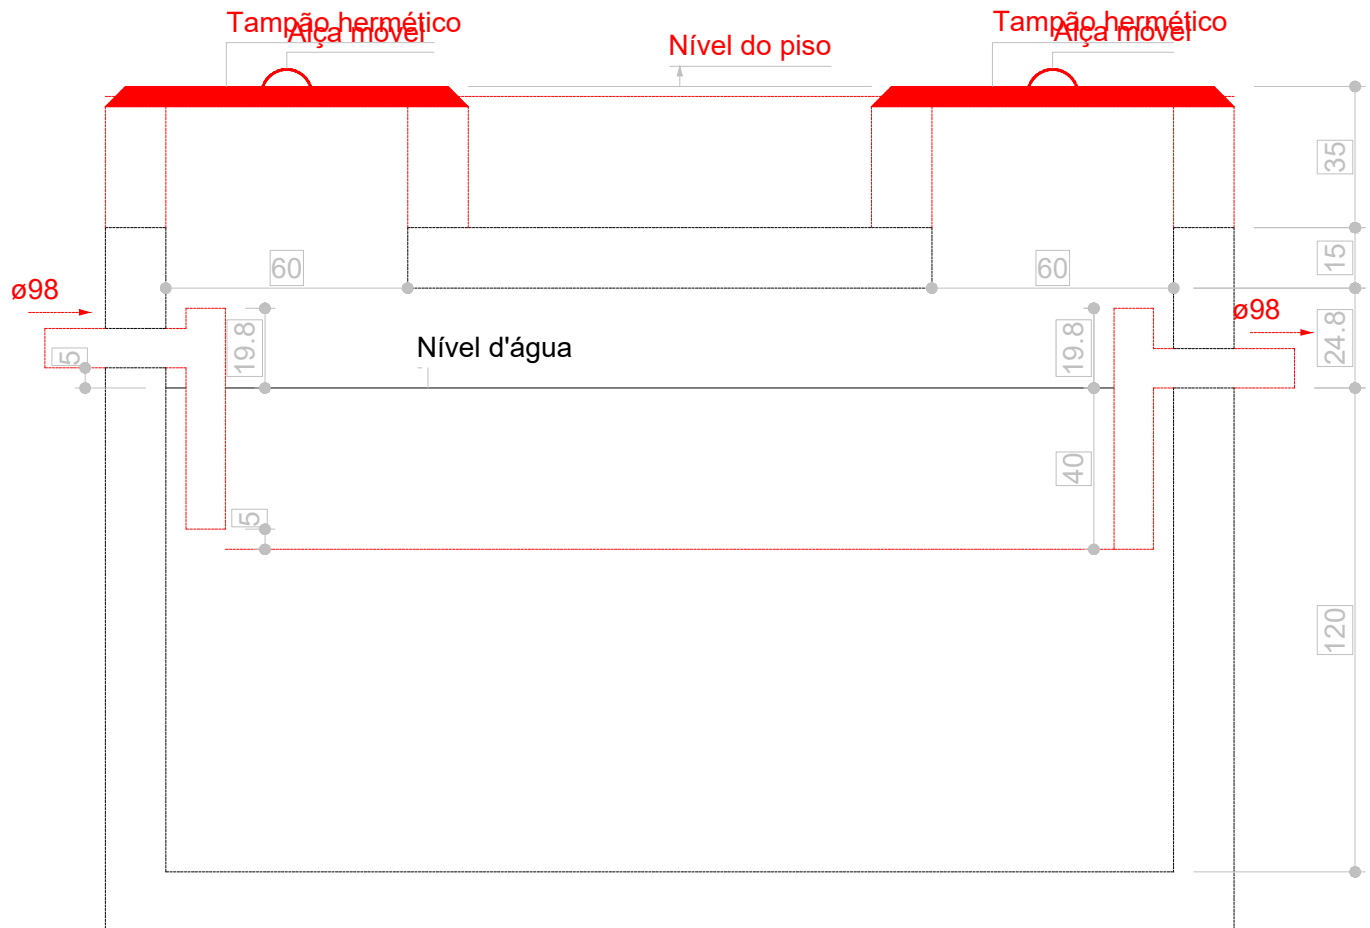 Tampão hermético
Alça móvel
Nível do piso
Tampão hermético
Alça móvel
35
15
60
60
ø98
ø98
5
19.8
Nível d'água
19.8
24.8
40
5
120